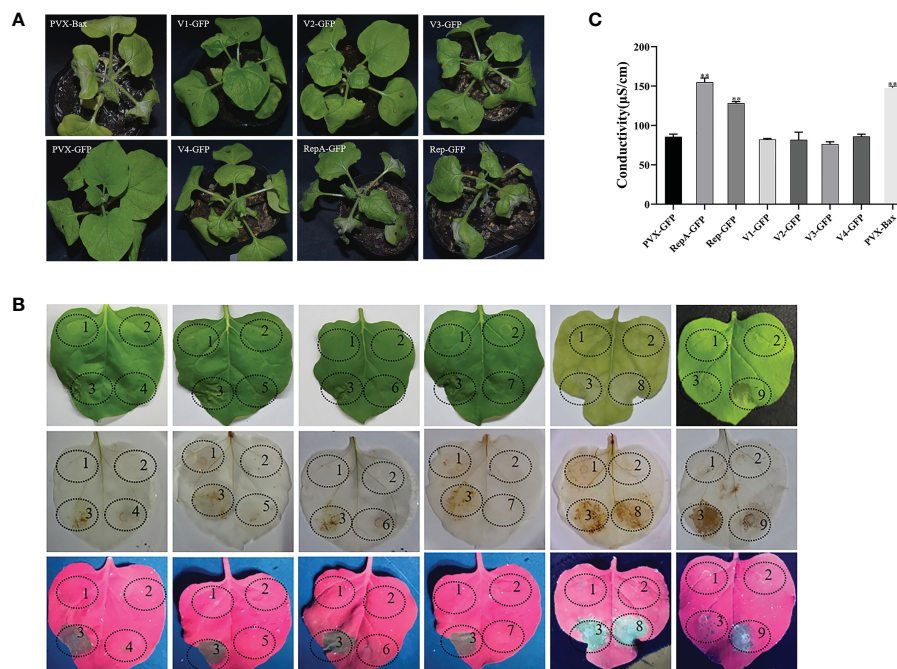 A
PVX-Bax
V1-GFP
V2-GFP
V3-GFP
PVX-GFP
V4-GFP
RepA-GFP
Rep-GFP
C
Conductivity(μS/cm)
200
150
100
50
0
**
**
**
PVX-GFP
RepA-GFP
Rep-GFP
V1-GFP
V2-GFP
V3-GFP
V4-GFP
PVX-Bax
B
1 2 1 2 1 2 1 2 1 2 1 2
3 4 3 5 3 6 3 7 3 8 3 9
1 2 1 2 1 2 1 2 1 2 1 2
3 4 3 5 3 6 3 7 3 8 3 9
1 2 1 2 1 2 1 2 1 2 1 2
3 4 3 5 3 6 3 7 3 8 3 9